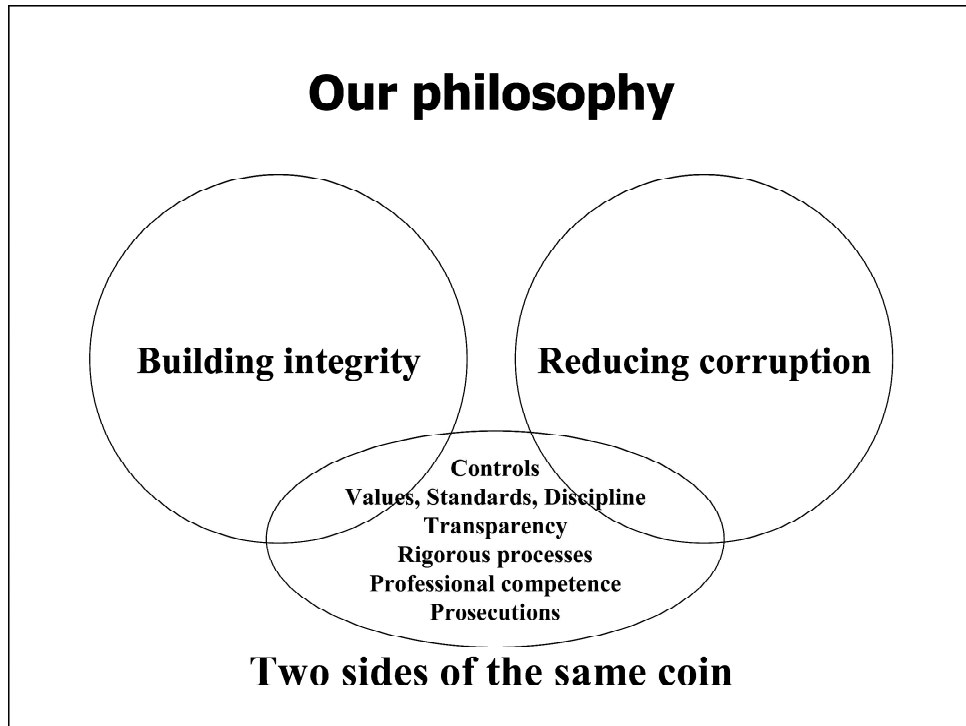 Our philosophy
Building integrity
Reducing corruption
Controls
Values, Standards, Discipline
Transparency
Rigorous processes
Professional competence
Prosecutions
Two sides of the same coin